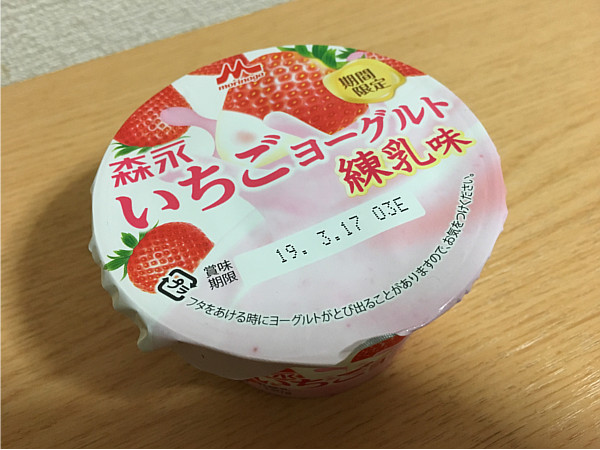 morinaga
期間
限定
森永
いちごヨーグルト
練乳味
賞味
期限
19. 3.17 03E
プラ
フタをあける時にヨーグルトがとび出ることがありますので、お気をつけください。